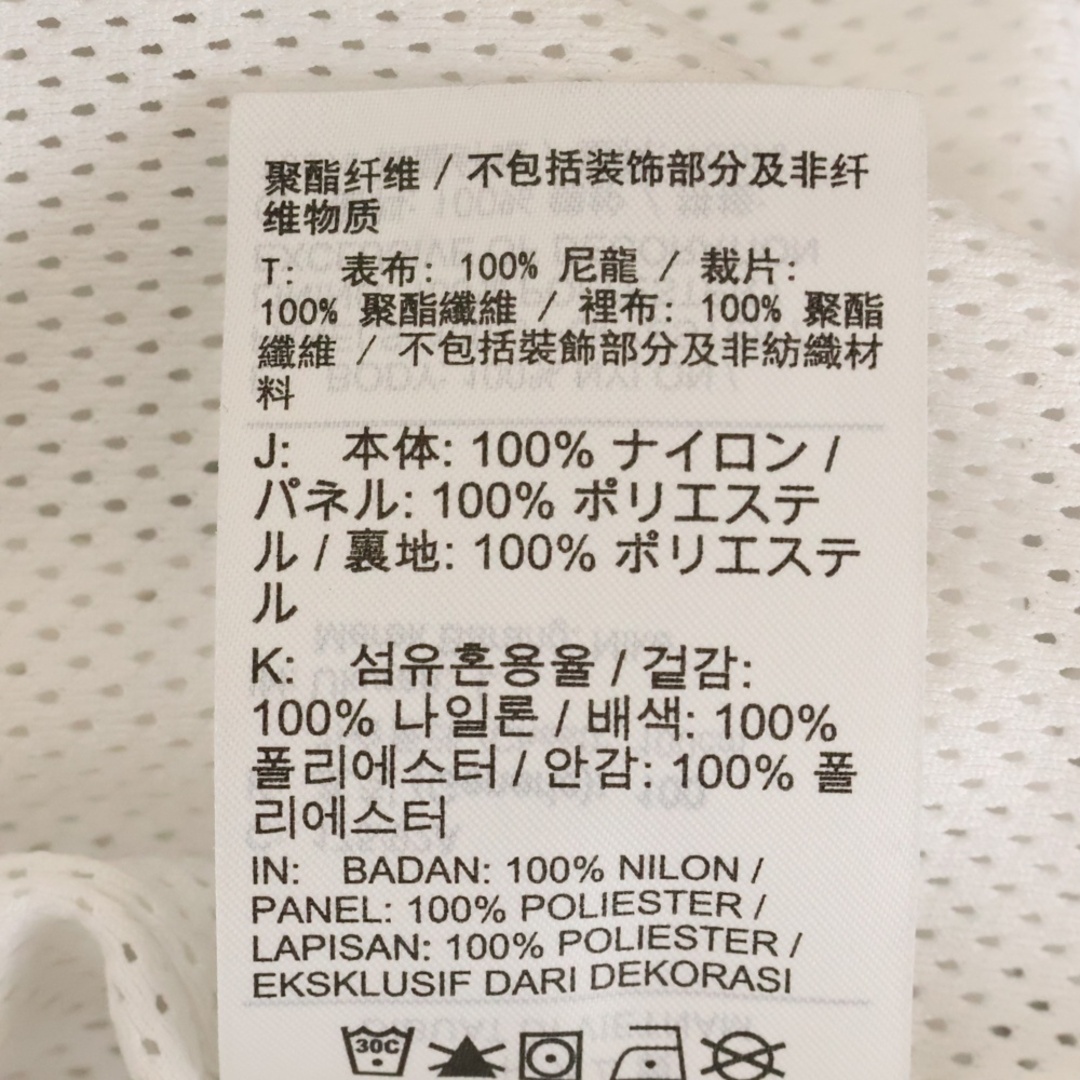 聚酯纤维 / 不包括装饰部分及非纤
维物质
T: 表布: 100% 尼龍 / 裁片:
100% 聚酯纖維 / 裡布: 100% 聚酯
纖維 / 不包括裝飾部分及非紡織材
料
J: 本体: 100% ナイロン /
パネル: 100% ポリエステ
ル / 裏地: 100% ポリエステ
ル
K: 섬유혼용율 / 겉감:
100% 나일론 / 배색: 100%
폴리에스터 / 안감: 100% 폴
리에스터
IN: BADAN: 100% NILON /
PANEL: 100% POLIESTER /
LAPISAN: 100% POLIESTER /
EKSKLUSIF DARI DEKORASI
30C